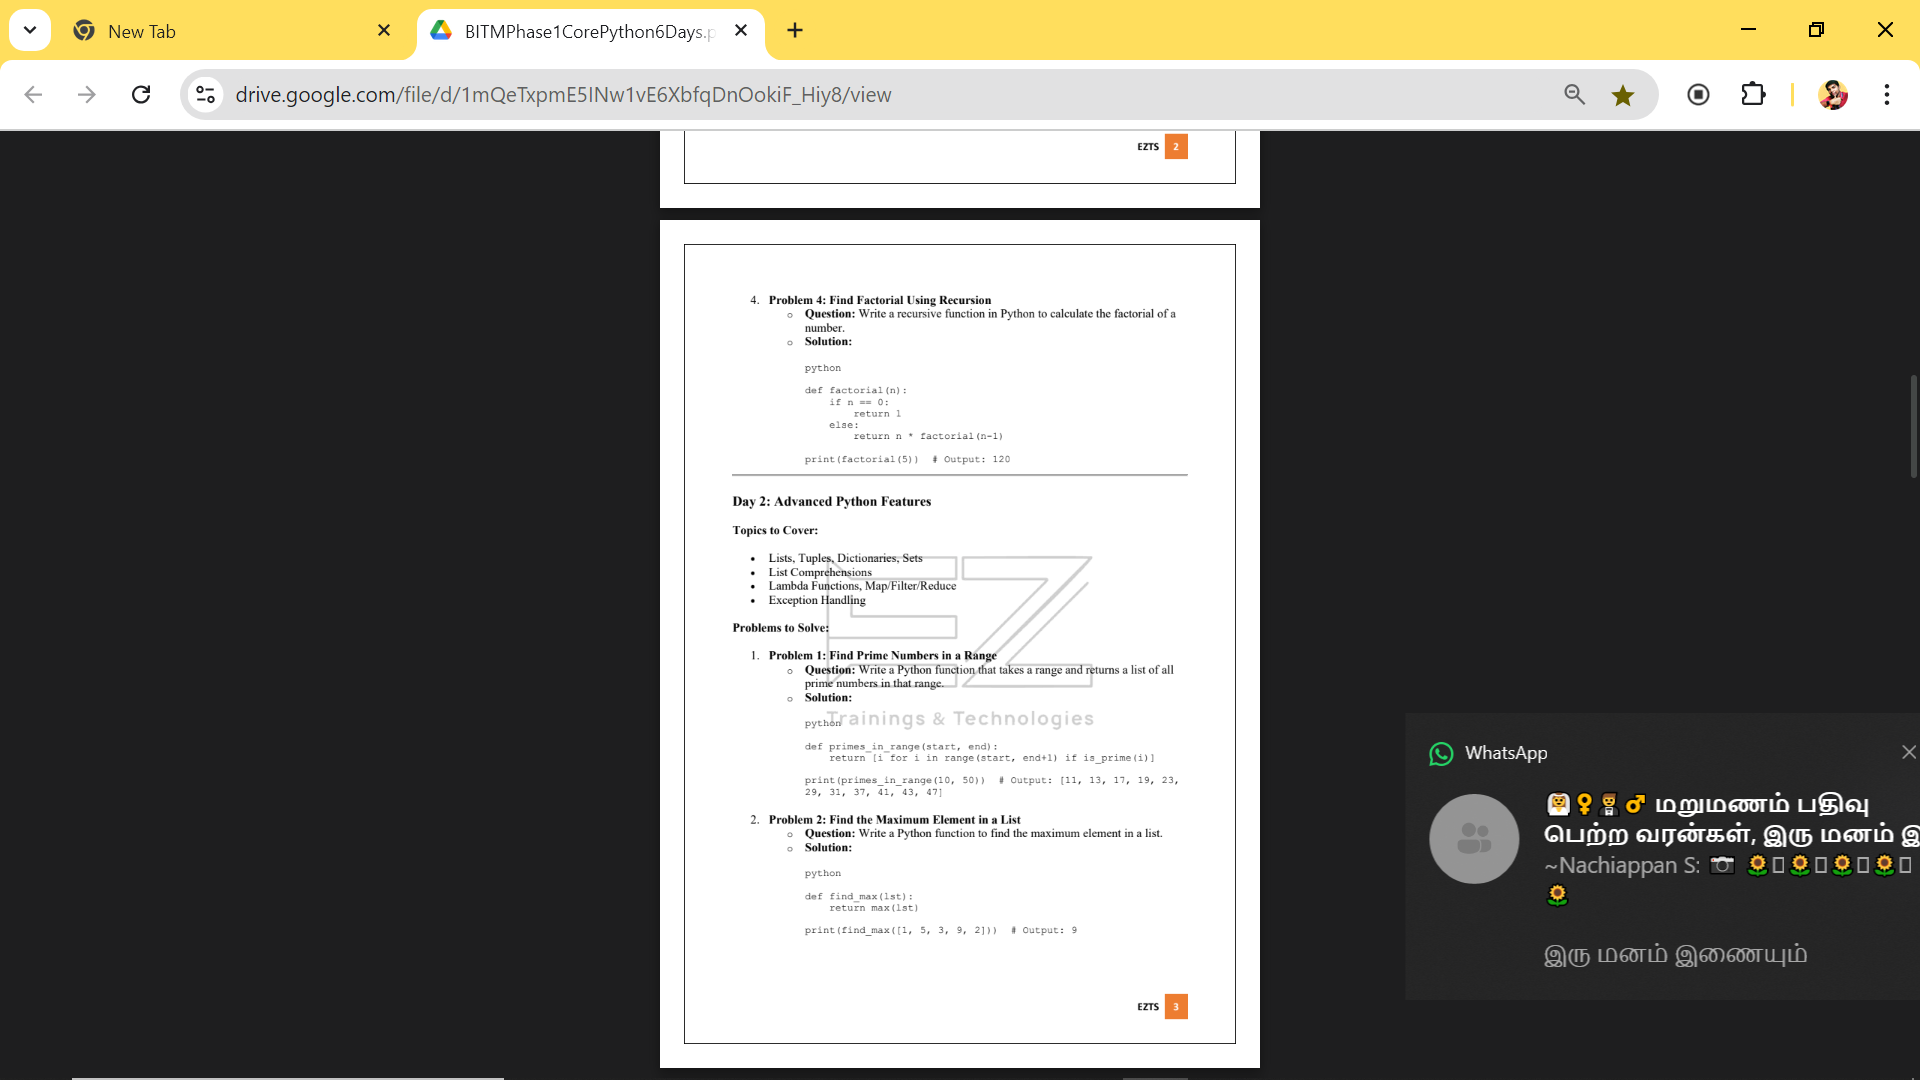 New Tab
BITMPhase1CorePython6Days.p
drive.google.com/file/d/1mQeTxpmE5INw1vE6XbfqDnOokiF_Hiy8/view
EZTS 2
4. Problem 4: Find Factorial Using Recursion
o Question: Write a recursive function in Python to calculate the factorial of a
number.
o Solution:
python
def factorial(n):
if n == 0:
return 1
else:
return n * factorial(n-1)
print(factorial(5)) # Output: 120
Day 2: Advanced Python Features
Topics to Cover:
• Lists, Tuples, Dictionaries, Sets
• List Comprehensions
• Lambda Functions, Map/Filter/Reduce
• Exception Handling
Problems to Solve:
1. Problem 1: Find Prime Numbers in a Range
o Question: Write a Python function that takes a range and returns a list of all
prime numbers in that range.
o Solution:
EZ
Trainings & Technologies
python
def primes_in_range(start, end):
return [i for i in range(start, end+1) if is_prime(i)]
print(primes_in_range(10, 50)) # Output: [11, 13, 17, 19, 23,
29, 31, 37, 41, 43, 47]
2. Problem 2: Find the Maximum Element in a List
o Question: Write a Python function to find the maximum element in a list.
o Solution:
python
def find_max(lst):
return max(lst)
print(find_max([1, 5, 3, 9, 2])) # Output: 9
EZTS 3
WhatsApp
👰♀🤵♂ மறுமணம் பதிவு
பெற்ற வரன்கள், இரு மனம் இ
~Nachiappan S: 📷 🌻▯🌻▯🌻▯🌻▯
🌻
இரு மனம் இணையும்